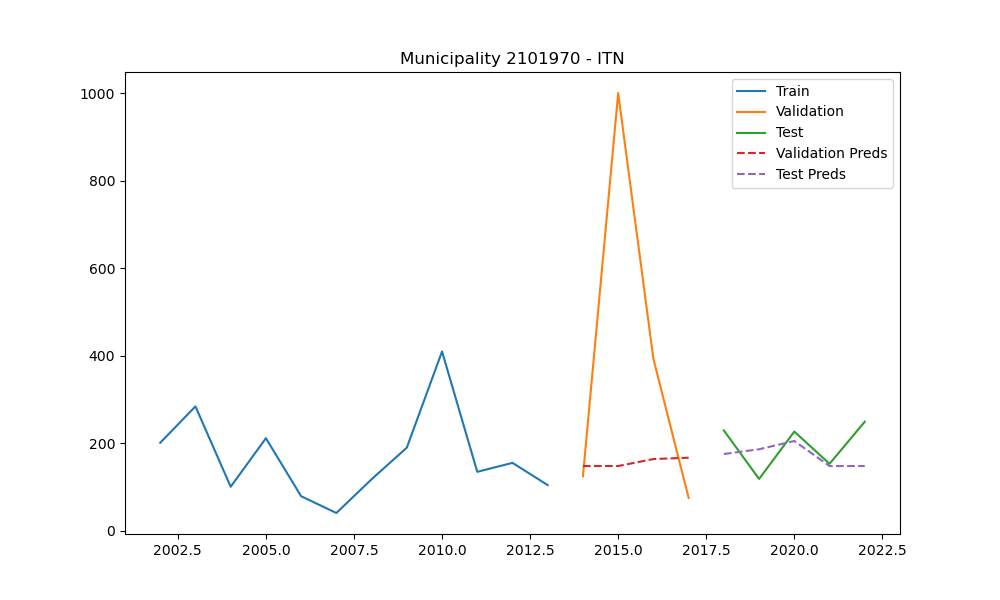 Municipality 2101970 - ITN
1000
800
600
400
200
0
2002.5 2005.0 2007.5 2010.0 2012.5 2015.0 2017.5 2020.0 2022.5
Train
Validation
Test
Validation Preds
Test Preds